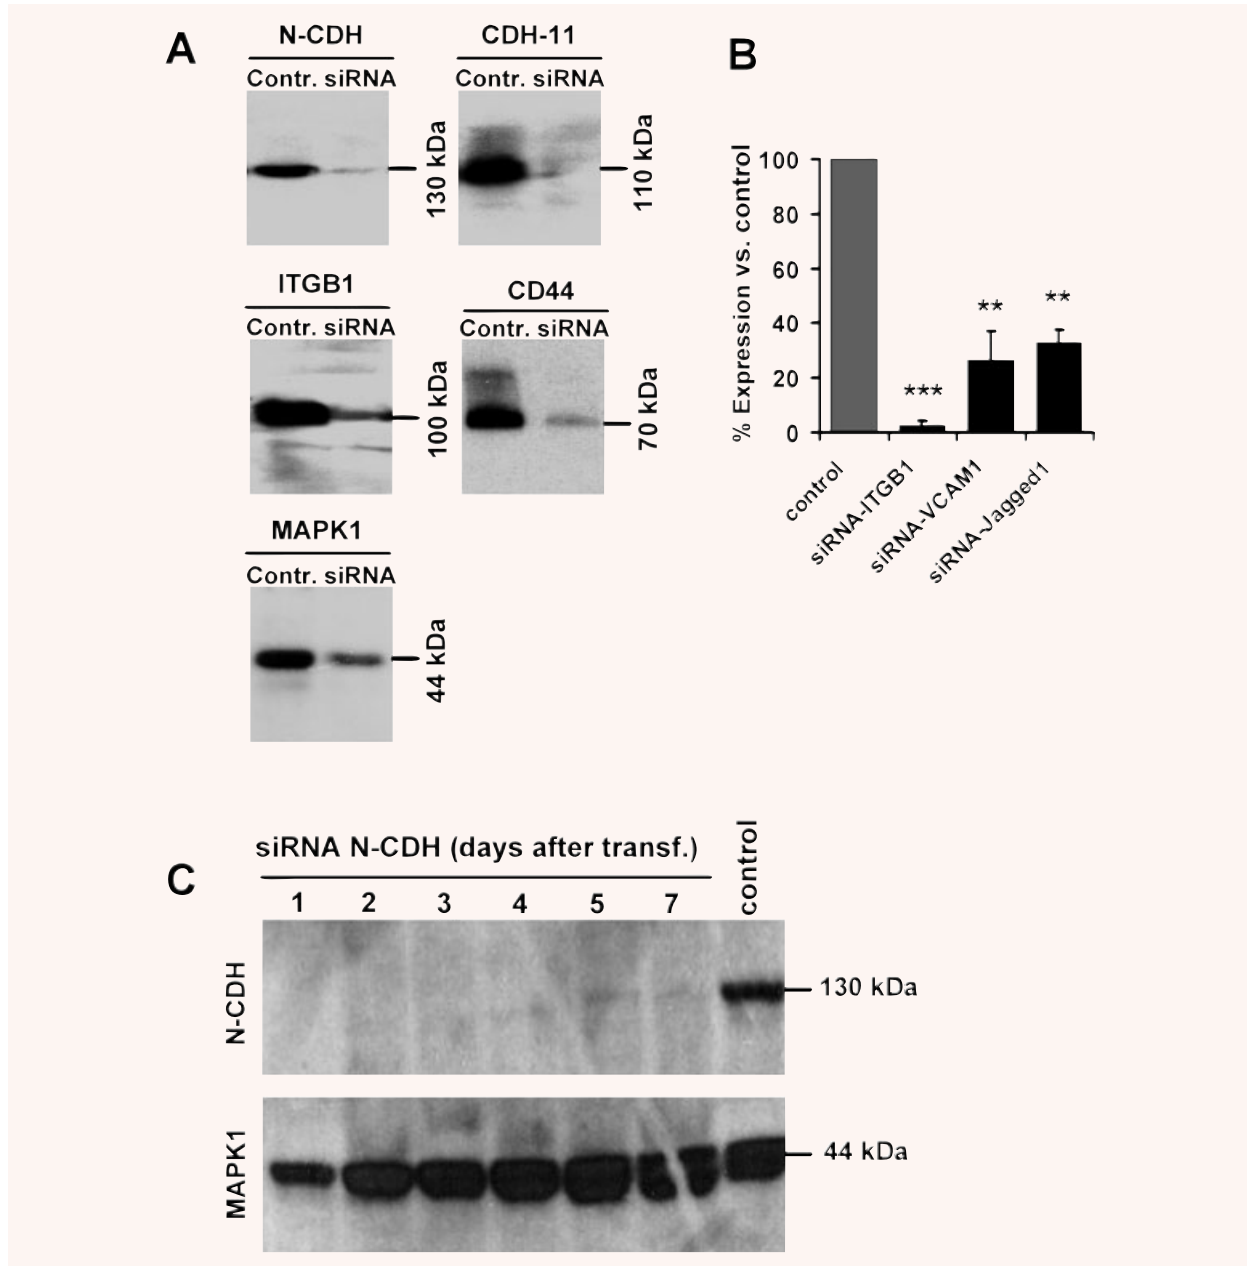 A
N-CDH
Contr. siRNA
130 kDa
CDH-11
Contr. siRNA
110 kDa
ITGB1
Contr. siRNA
100 kDa
CD44
Contr. siRNA
70 kDa
MAPK1
Contr. siRNA
44 kDa
B
% Expression vs. control
100
80
60
40
20
0
***
**
**
control
siRNA-ITGB1
siRNA-VCAM1
siRNA-Jagged1
C
siRNA N-CDH (days after transf.)
control
1 2 3 4 5 7
N-CDH
130 kDa
MAPK1
44 kDa